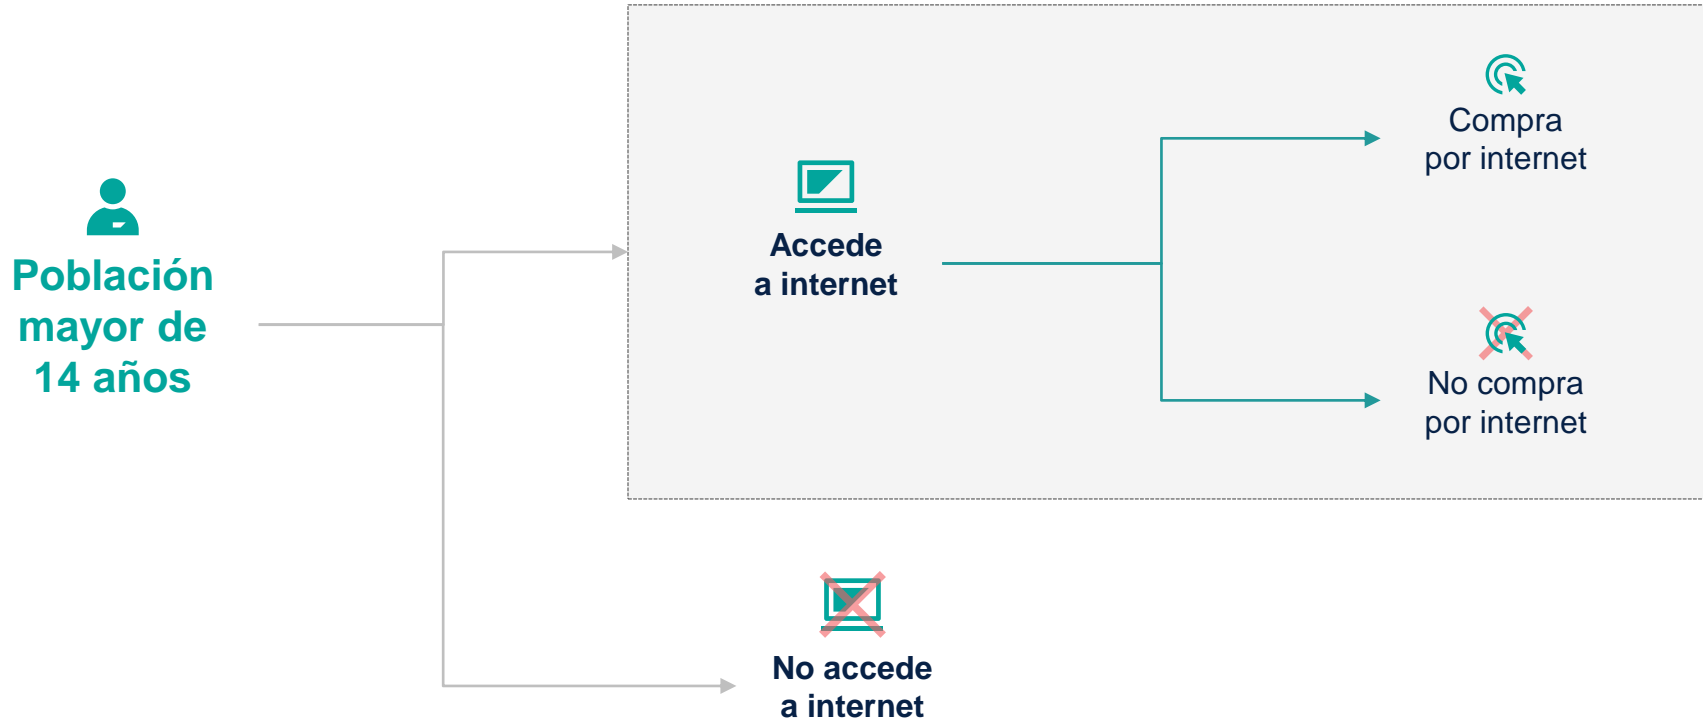 Población
mayor de
14 años
Accede
a internet
Compra
por internet
No compra
por internet
No accede
a internet